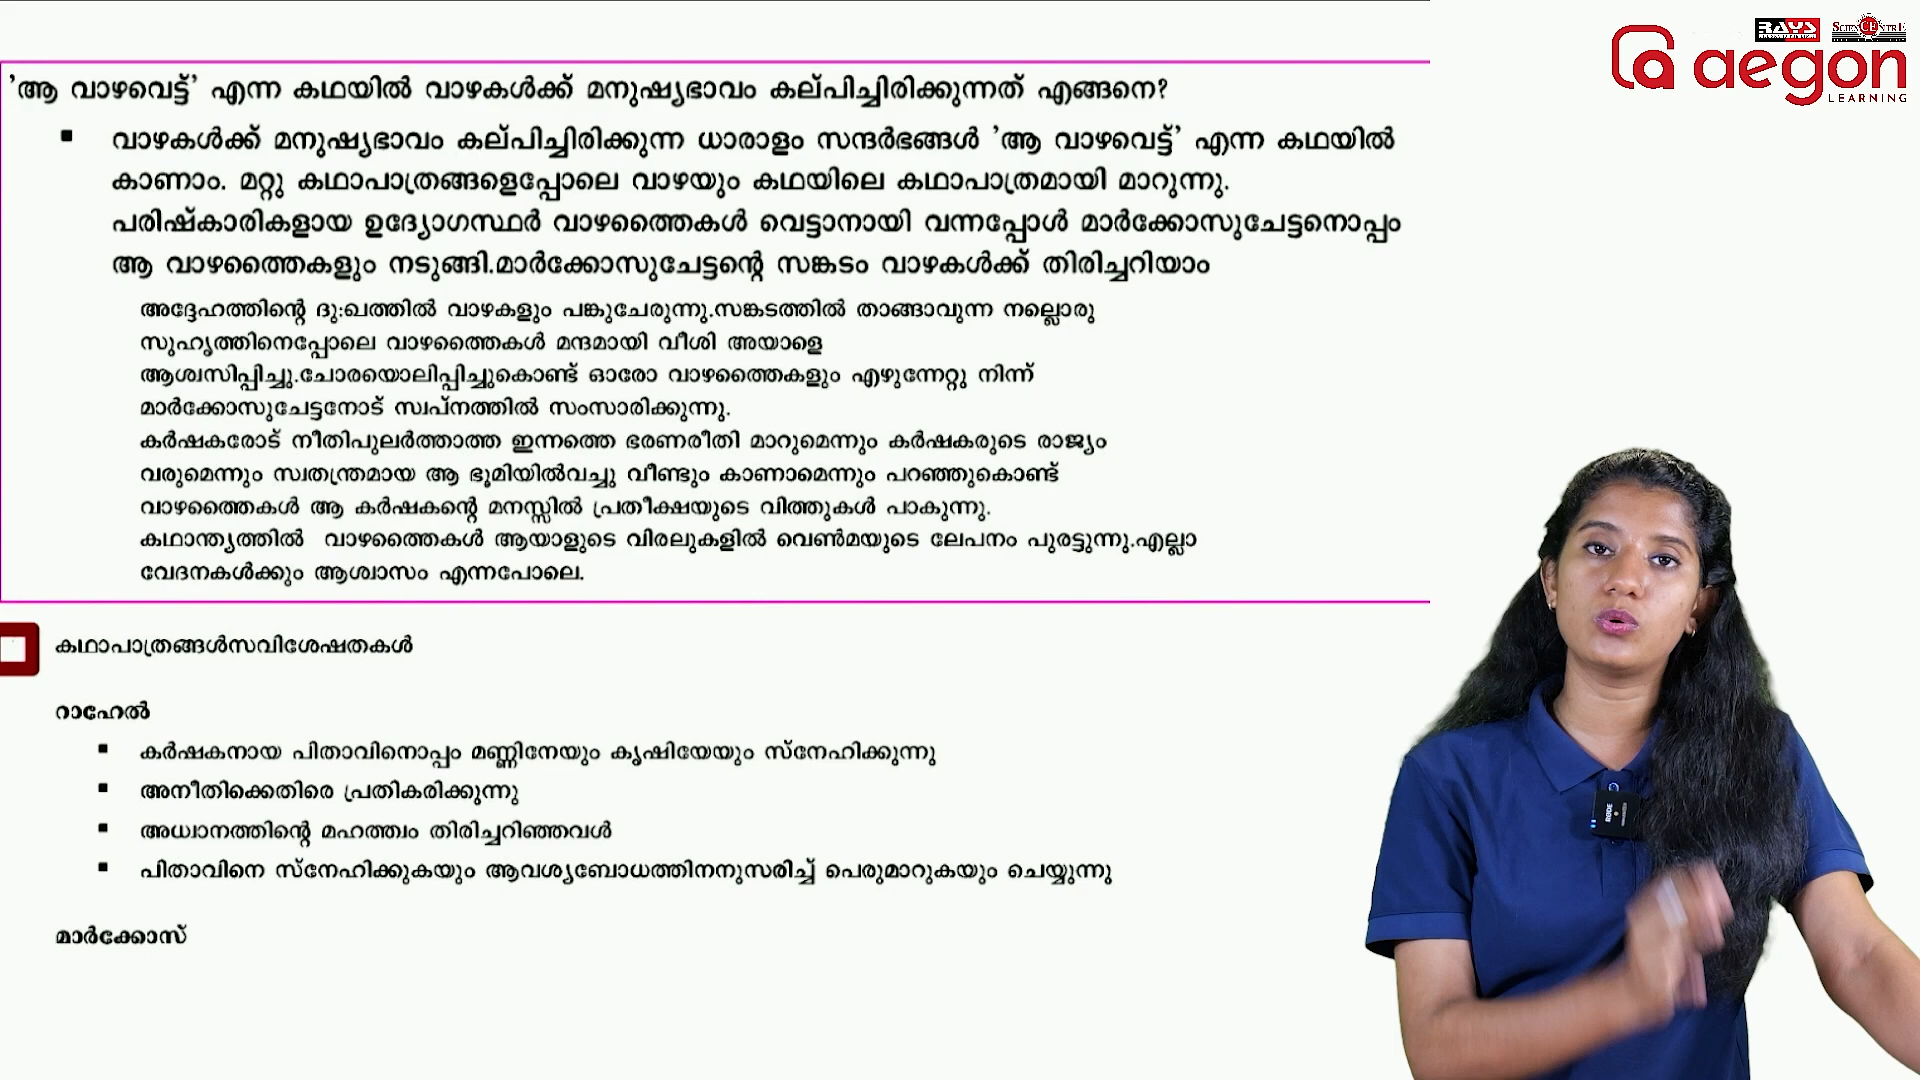 RAYS
SCIENCENTRE
aegon
LEARNING
'ആ വാഴവെട്ട്' എന്ന കഥയിൽ വാഴകൾക്ക് മനുഷ്യഭാവം കല്പിച്ചിരിക്കുന്നത് എങ്ങനെ?
▪ വാഴകൾക്ക് മനുഷ്യഭാവം കല്പിച്ചിരിക്കുന്ന ധാരാളം സന്ദർഭങ്ങൾ 'ആ വാഴവെട്ട്' എന്ന കഥയിൽ
കാണാം. മറ്റു കഥാപാത്രങ്ങളെപ്പോലെ വാഴയും കഥയിലെ കഥാപാത്രമായി മാറുന്നു.
പരിഷ്കാരികളായ ഉദ്യോഗസ്ഥർ വാഴത്തൈകൾ വെട്ടാനായി വന്നപ്പോൾ മാർക്കോസുചേട്ടനൊപ്പം
ആ വാഴത്തൈകളും നടുങ്ങി.മാർക്കോസുചേട്ടന്റെ സങ്കടം വാഴകൾക്ക് തിരിച്ചറിയാം
അദ്ദേഹത്തിന്റെ ദു:ഖത്തിൽ വാഴകളും പങ്കുചേരുന്നു.സങ്കടത്തിൽ താങ്ങാവുന്ന നല്ലൊരു
സുഹൃത്തിനെപ്പോലെ വാഴത്തൈകൾ മന്ദമായി വീശി അയാളെ
ആശ്വസിപ്പിച്ചു.ചോരയൊലിപ്പിച്ചുകൊണ്ട് ഓരോ വാഴത്തൈകളും എഴുന്നേറ്റു നിന്ന്
മാർക്കോസുചേട്ടനോട് സ്വപ്നത്തിൽ സംസാരിക്കുന്നു.
കർഷകരോട് നീതിപുലർത്താത്ത ഇന്നത്തെ ഭരണരീതി മാറുമെന്നും കർഷകരുടെ രാജ്യം
വരുമെന്നും സ്വതന്ത്രമായ ആ ഭൂമിയിൽവച്ചു വീണ്ടും കാണാമെന്നും പറഞ്ഞുകൊണ്ട്
വാഴത്തൈകൾ ആ കർഷകന്റെ മനസ്സിൽ പ്രതീക്ഷയുടെ വിത്തുകൾ പാകുന്നു.
കഥാന്ത്യത്തിൽ വാഴത്തൈകൾ ആയാളുടെ വിരലുകളിൽ വെൺമയുടെ ലേപനം പുരട്ടുന്നു.എല്ലാ
വേദനകൾക്കും ആശ്വാസം എന്നപോലെ.
കഥാപാത്രങ്ങൾസവിശേഷതകൾ
റാഹേൽ
▪ കർഷകനായ പിതാവിനൊപ്പം മണ്ണിനേയും കൃഷിയേയും സ്നേഹിക്കുന്നു
▪ അനീതിക്കെതിരെ പ്രതികരിക്കുന്നു
▪ അധ്വാനത്തിന്റെ മഹത്ത്വം തിരിച്ചറിഞ്ഞവൾ
▪ പിതാവിനെ സ്നേഹിക്കുകയും ആവശ്യബോധത്തിനനുസരിച്ച് പെരുമാറുകയും ചെയ്യുന്നു
മാർക്കോസ്
RODE